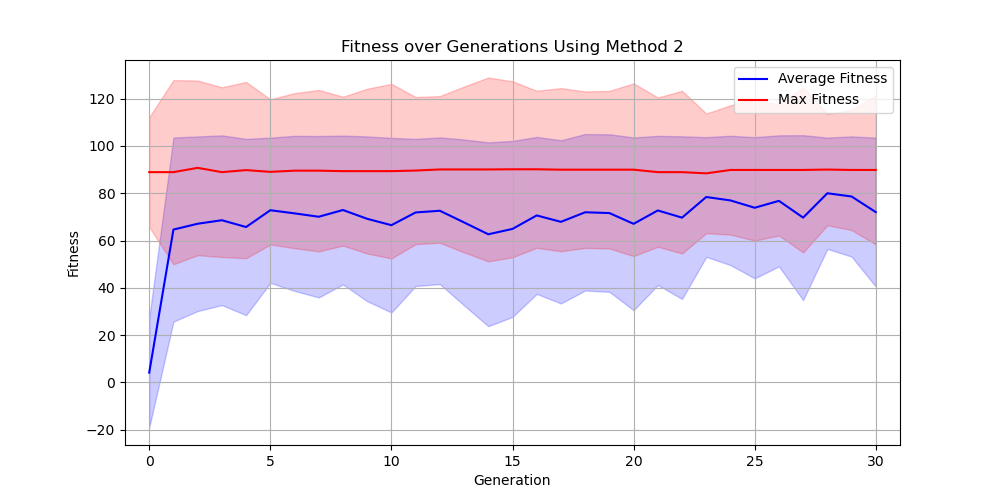 Fitness over Generations Using Method 2
Average Fitness
Max Fitness
120
100
80
60
40
20
0
−20
Fitness
0 5 10 15 20 25 30
Generation